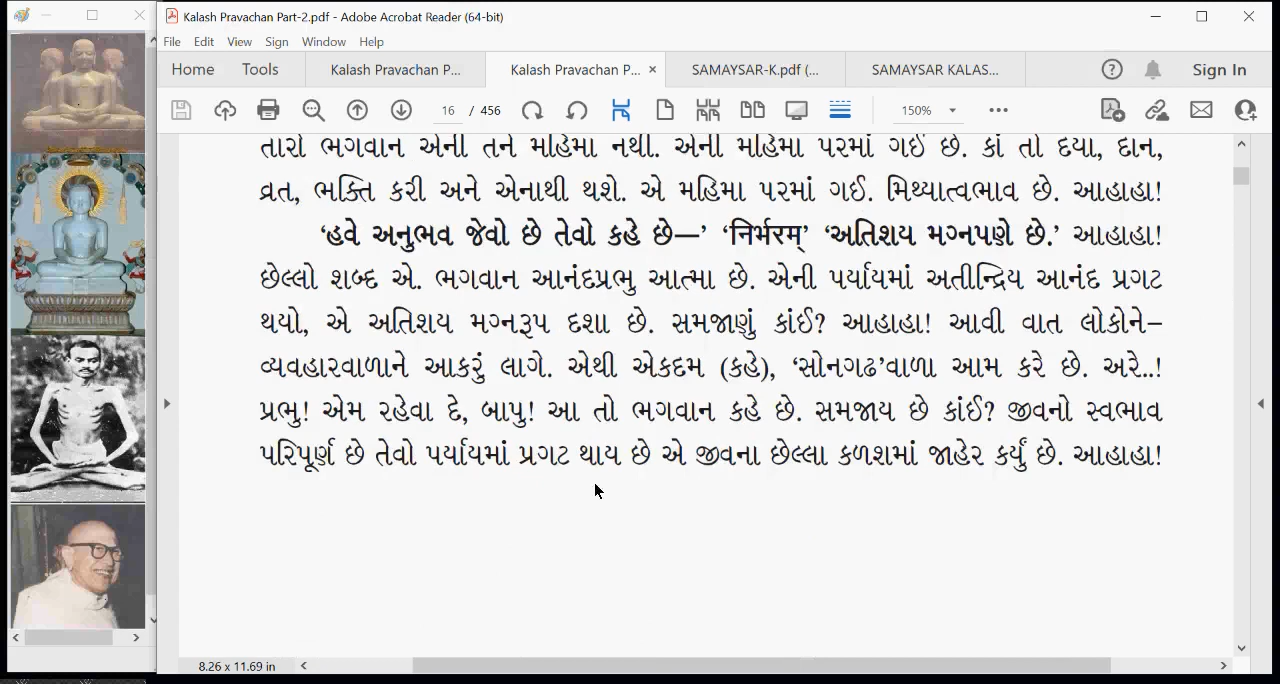 Kalash Pravachan Part-2.pdf - Adobe Acrobat Reader (64-bit)
File Edit View Sign Window Help
Home Tools Kalash Pravachan P... Kalash Pravachan P... × SAMAYSAR-K.pdf (... SAMAYSAR KALAS... Sign In
16 / 456 150%
તારો ભગવાન એની તને મહિમા નથી. એની મહિમા પરમાં ગઈ છે. કાં તો દયા, દાન,
વ્રત, ભક્તિ કરી અને એનાથી થશે. એ મહિમા પરમાં ગઈ. મિથ્યાત્વભાવ છે. આહાહા!
‘હવે અનુભવ જેવો છે તેવો કહે છે—’ ‘निर्भरम्’ ‘અતિશય મગ્નપણે છે.’ આહાહા!
છેલ્લો શબ્દ એ. ભગવાન આનંદપ્રભુ આત્મા છે. એની પર્યાયમાં અતીન્દ્રિય આનંદ પ્રગટ
થયો, એ અતિશય મગ્નરૂપ દશા છે. સમજાણું કાંઈ? આહાહા! આવી વાત લોકોને–
વ્યવહારવાળાને આકરું લાગે. એથી એકદમ (કહે), ‘સોનગઢ’વાળા આમ કરે છે. અરે..!
પ્રભુ! એમ રહેવા દે, બાપુ! આ તો ભગવાન કહે છે. સમજાય છે કાંઈ? જીવનો સ્વભાવ
પરિપૂર્ણ છે તેવો પર્યાયમાં પ્રગટ થાય છે એ જીવના છેલ્લા કળશમાં જાહેર કર્યું છે. આહાહા!
8.26 x 11.69 in